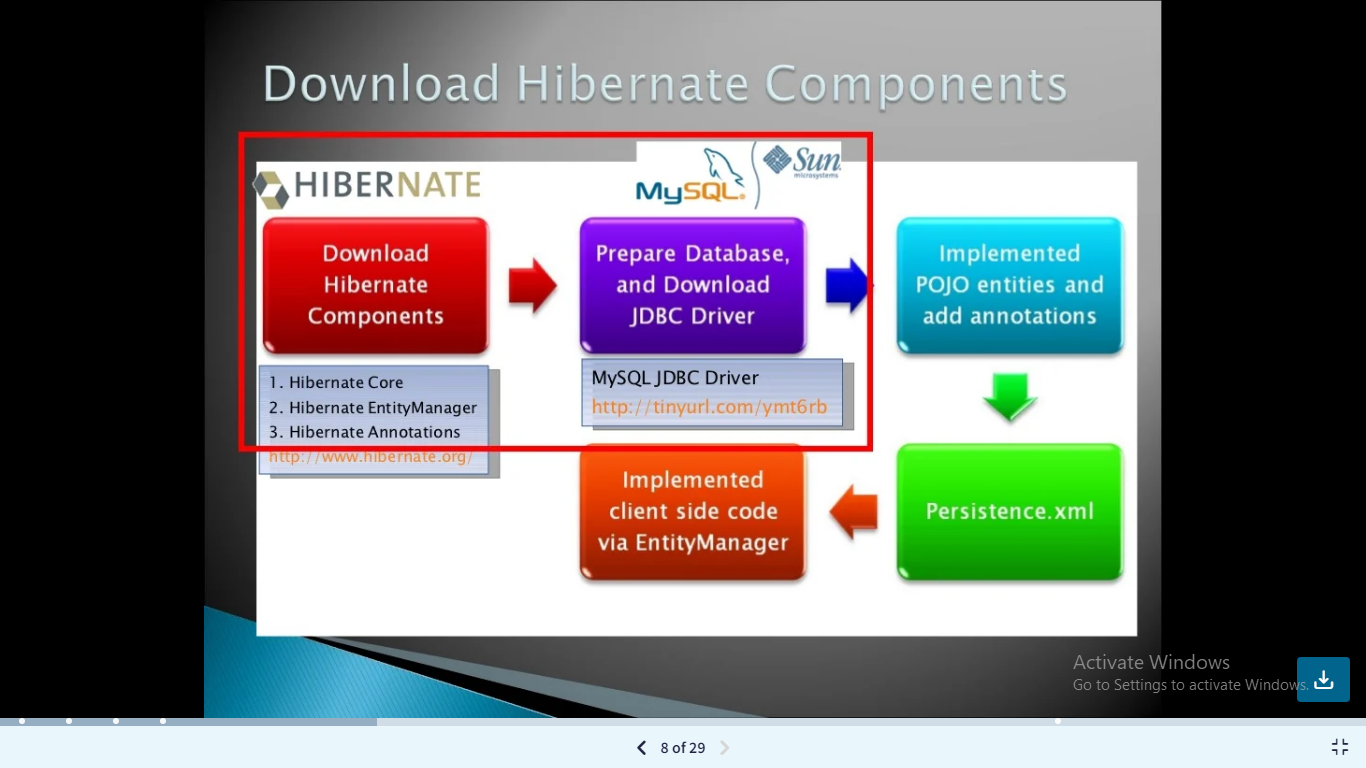 Download Hibernate Components
HIBERNATE
MySQL®
Sun
microsystems
Download
Hibernate
Components
Prepare Database,
and Download
JDBC Driver
Implemented
POJO entities and
add annotations
1. Hibernate Core
2. Hibernate EntityManager
3. Hibernate Annotations
http://www.hibernate.org/
MySQL JDBC Driver
http://tinyurl.com/ymt6rb
Implemented
client side code
via EntityManager
Persistence.xml
Activate Windows
Go to Settings to activate Windows.
8 of 29